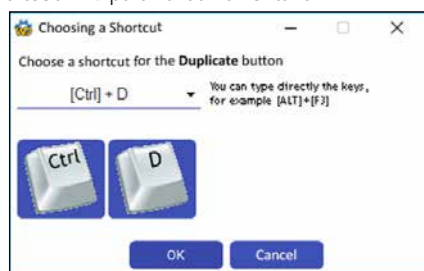 Choosing a Shortcut
Choose a shortcut for the Duplicate button
[Ctrl] + D
You can type directly the keys,
for example [ALT]+[F3]
Ctrl
D
OK
Cancel